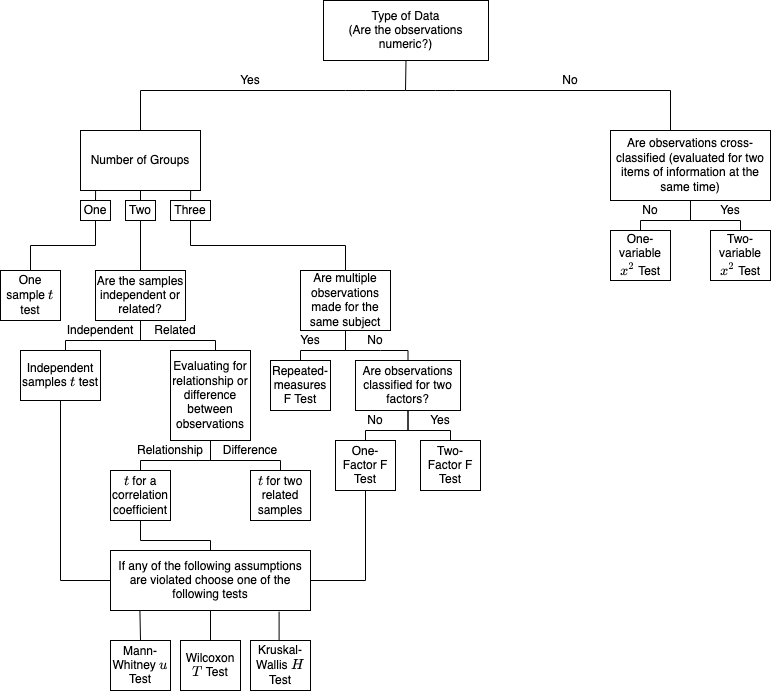 Type of Data
(Are the observations
numeric?)
Yes
No
Number of Groups
Are observations cross-
classified (evaluated for two
items of information at the
same time)
One
Two
Three
No
Yes
One-
variable
x² Test
Two-
variable
x² Test
One
sample t
test
Are the samples
independent or
related?
Are multiple
observations
made for the
same subject
Independent
Related
Yes
No
Independent
samples t test
Evaluating for
relationship or
difference
between
observations
Repeated-
measures
F Test
Are observations
classified for two
factors?
No
Yes
Relationship
Difference
One-
Factor F
Test
Two-
Factor F
Test
t for a
correlation
coefficient
t for two
related
samples
If any of the following assumptions
are violated choose one of the
following tests
Mann-
Whitney u
Test
Wilcoxon
T Test
Kruskal-
Wallis H
Test